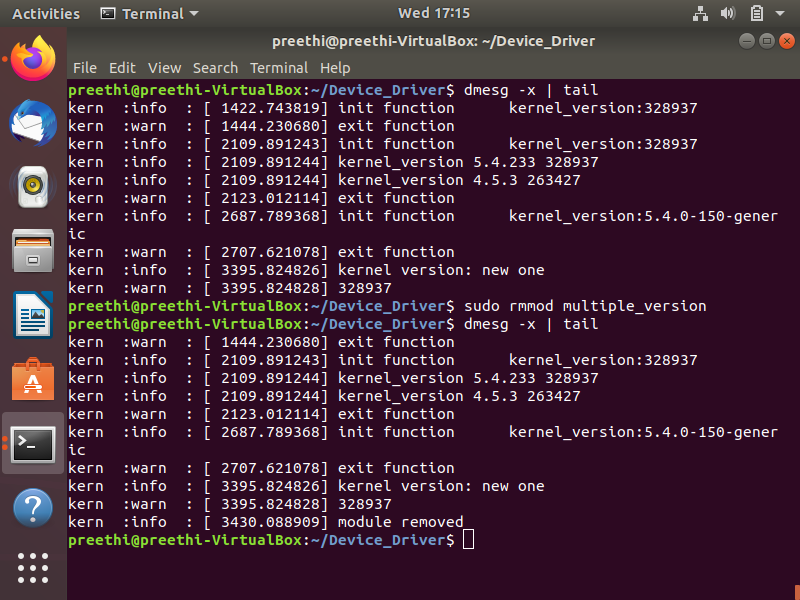 Activities Terminal Wed 17:15
preethi@preethi-VirtualBox: ~/Device_Driver
File Edit View Search Terminal Help
preethi@preethi-VirtualBox:~/Device_Driver$ dmesg -x | tail
kern  :info  : [ 1422.743819] init function      kernel_version:328937
kern  :warn  : [ 1444.230680] exit function
kern  :info  : [ 2109.891243] init function      kernel_version:328937
kern  :info  : [ 2109.891244] kernel_version 5.4.233 328937
kern  :info  : [ 2109.891244] kernel_version 4.5.3 263427
kern  :warn  : [ 2123.012114] exit function
kern  :info  : [ 2687.789368] init function      kernel_version:5.4.0-150-gener
ic
kern  :warn  : [ 2707.621078] exit function
kern  :info  : [ 3395.824826] kernel version: new one
kern  :warn  : [ 3395.824828] 328937
preethi@preethi-VirtualBox:~/Device_Driver$ sudo rmmod multiple_version
preethi@preethi-VirtualBox:~/Device_Driver$ dmesg -x | tail
kern  :warn  : [ 1444.230680] exit function
kern  :info  : [ 2109.891243] init function      kernel_version:328937
kern  :info  : [ 2109.891244] kernel_version 5.4.233 328937
kern  :info  : [ 2109.891244] kernel_version 4.5.3 263427
kern  :warn  : [ 2123.012114] exit function
kern  :info  : [ 2687.789368] init function      kernel_version:5.4.0-150-gener
ic
kern  :warn  : [ 2707.621078] exit function
kern  :info  : [ 3395.824826] kernel version: new one
kern  :warn  : [ 3395.824828] 328937
kern  :info  : [ 3430.088909] module removed
preethi@preethi-VirtualBox:~/Device_Driver$